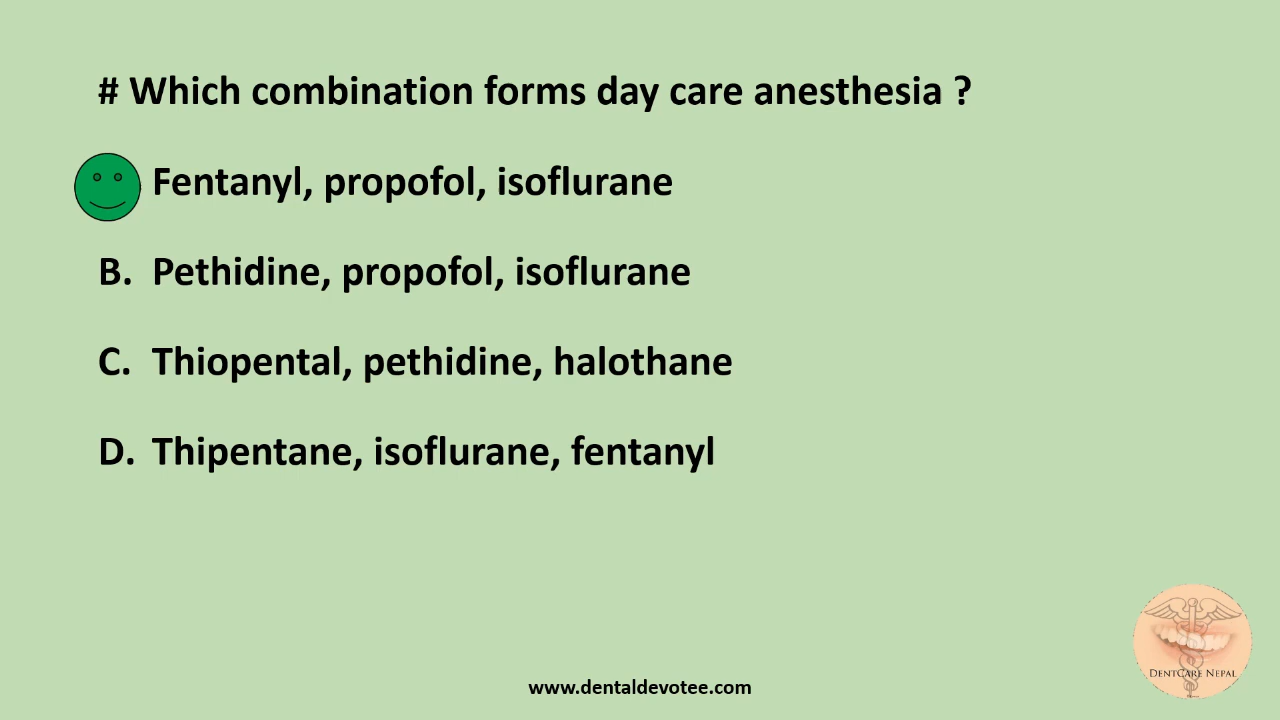 # Which combination forms day care anesthesia ?
Fentanyl, propofol, isoflurane
B. Pethidine, propofol, isoflurane
C. Thiopental, pethidine, halothane
D. Thipentane, isoflurane, fentanyl
DENTCARE NEPAL
www.dentaldevotee.com